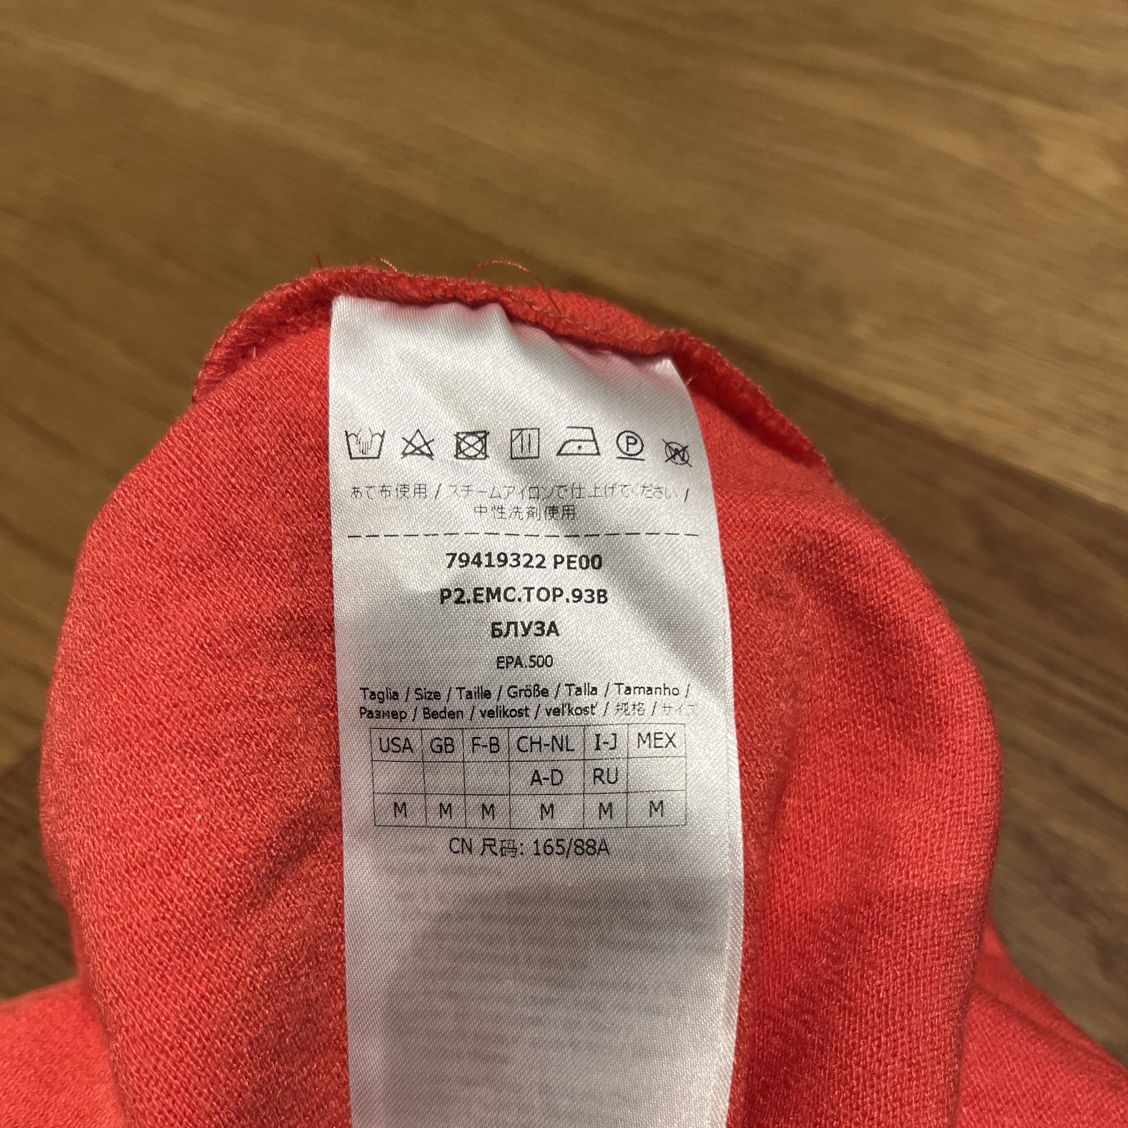 あて布使用 / スチームアイロンで仕上げてください /
中性洗剤使用
79419322 PE00
P2.EMC.TOP.93B
БЛУЗА
EPA.500
Taglia / Size / Taille / Größe / Talla / Tamanho /
Размер / Beden / velikost / veľkosť / 规格 / サイズ
USA GB F-B CH-NL I-J MEX
A-D RU
M M M M M M
CN 尺码: 165/88A